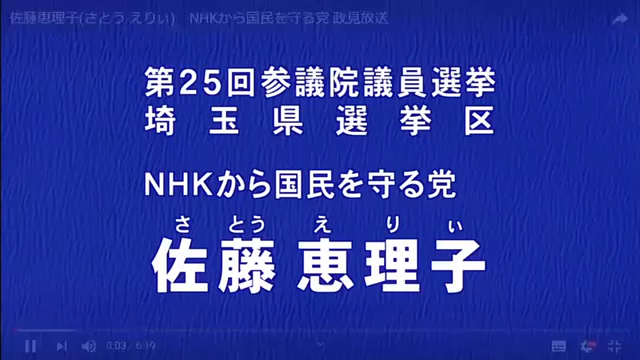 佐藤恵理子(さとう えりぃ) NHKから国民を守る党 政見放送
第25回参議院議員選挙
埼玉県選挙区
NHKから国民を守る党
さとう えりぃ
佐藤 恵理子
0:03 / 6:19